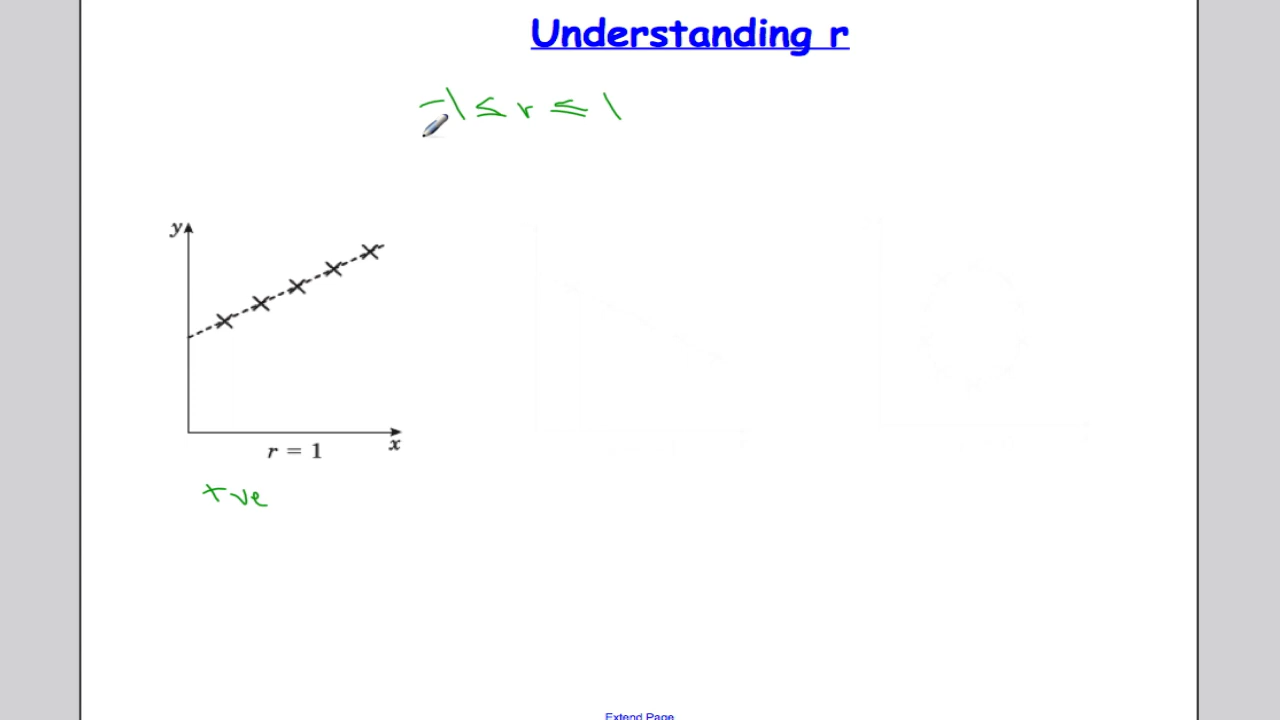 Understanding r
-1 ≤ r ≤ 1
y
x
r = 1
+ve
Extend Page